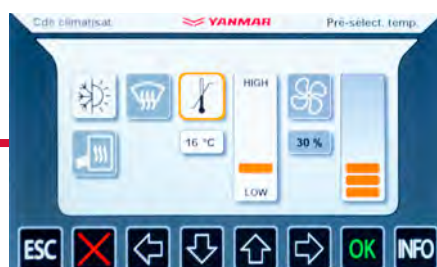 Cde climatisat.
YANMAR
Pré-sélect. temp.
HIGH
16 °C
30 %
LOW
ESC
OK
INFO